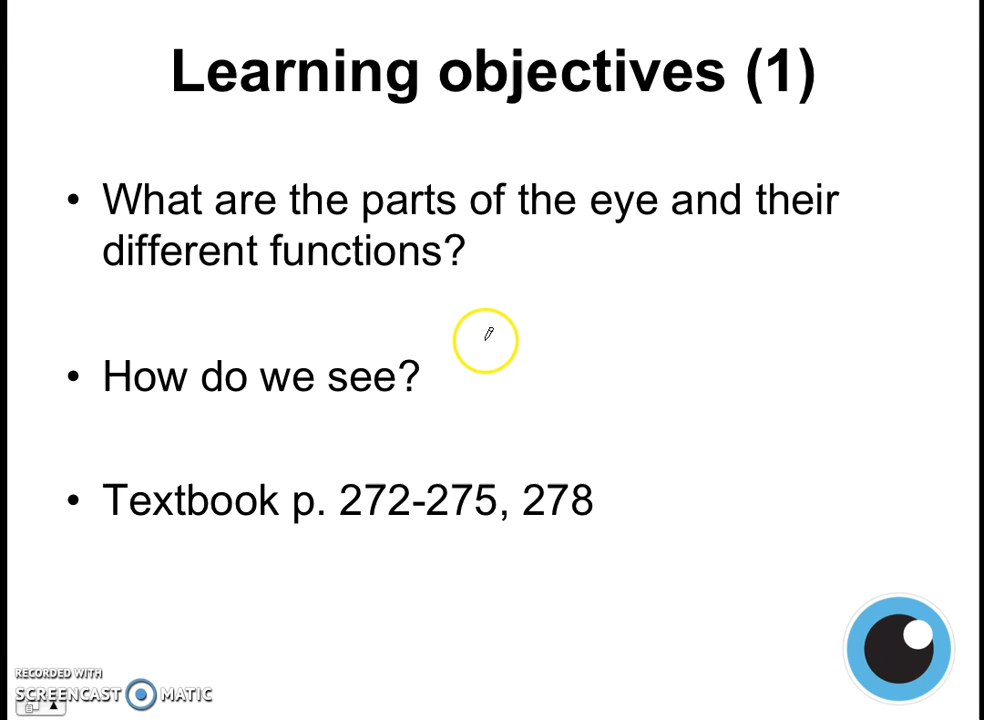 Learning objectives (1)
• What are the parts of the eye and their
different functions?
• How do we see?
• Textbook p. 272-275, 278
RECORDED WITH
SCREENCAST MATIC